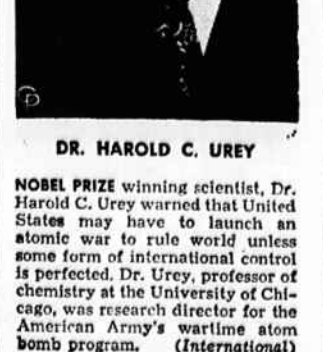 DR. HAROLD C. UREY
NOBEL PRIZE winning scientist, Dr.
Harold C. Urey warned that United
States may have to launch an
atomic war to rule world unless
some form of international control
is perfected. Dr. Urey, professor of
chemistry at the University of Chi-
cago, was research director for the
American Army's wartime atom
bomb program. (International)